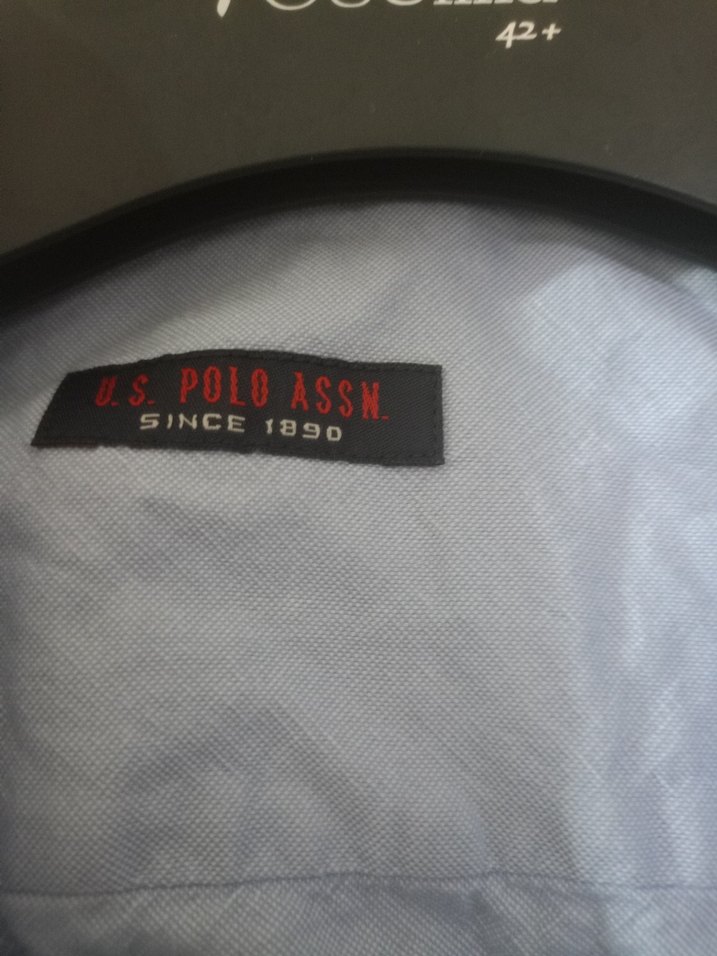 42+
U.S. POLO ASSN.
SINCE 1890